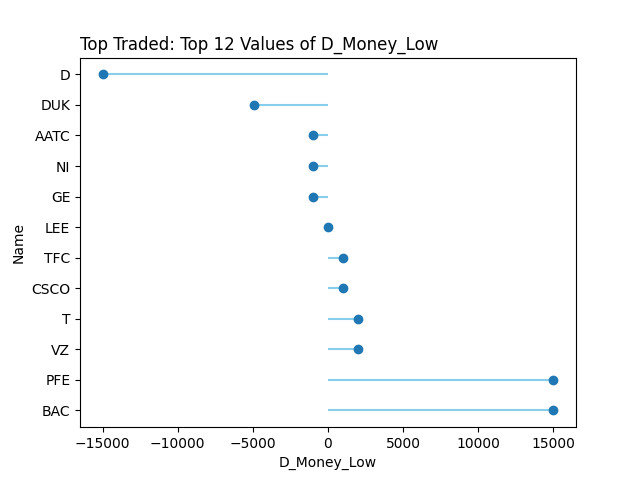 Top Traded: Top 12 Values of D_Money_Low
D
DUK
AATC
NI
GE
LEE
TFC
CSCO
T
VZ
PFE
BAC
Name
−15000
−10000
−5000
0
5000
10000
15000
D_Money_Low